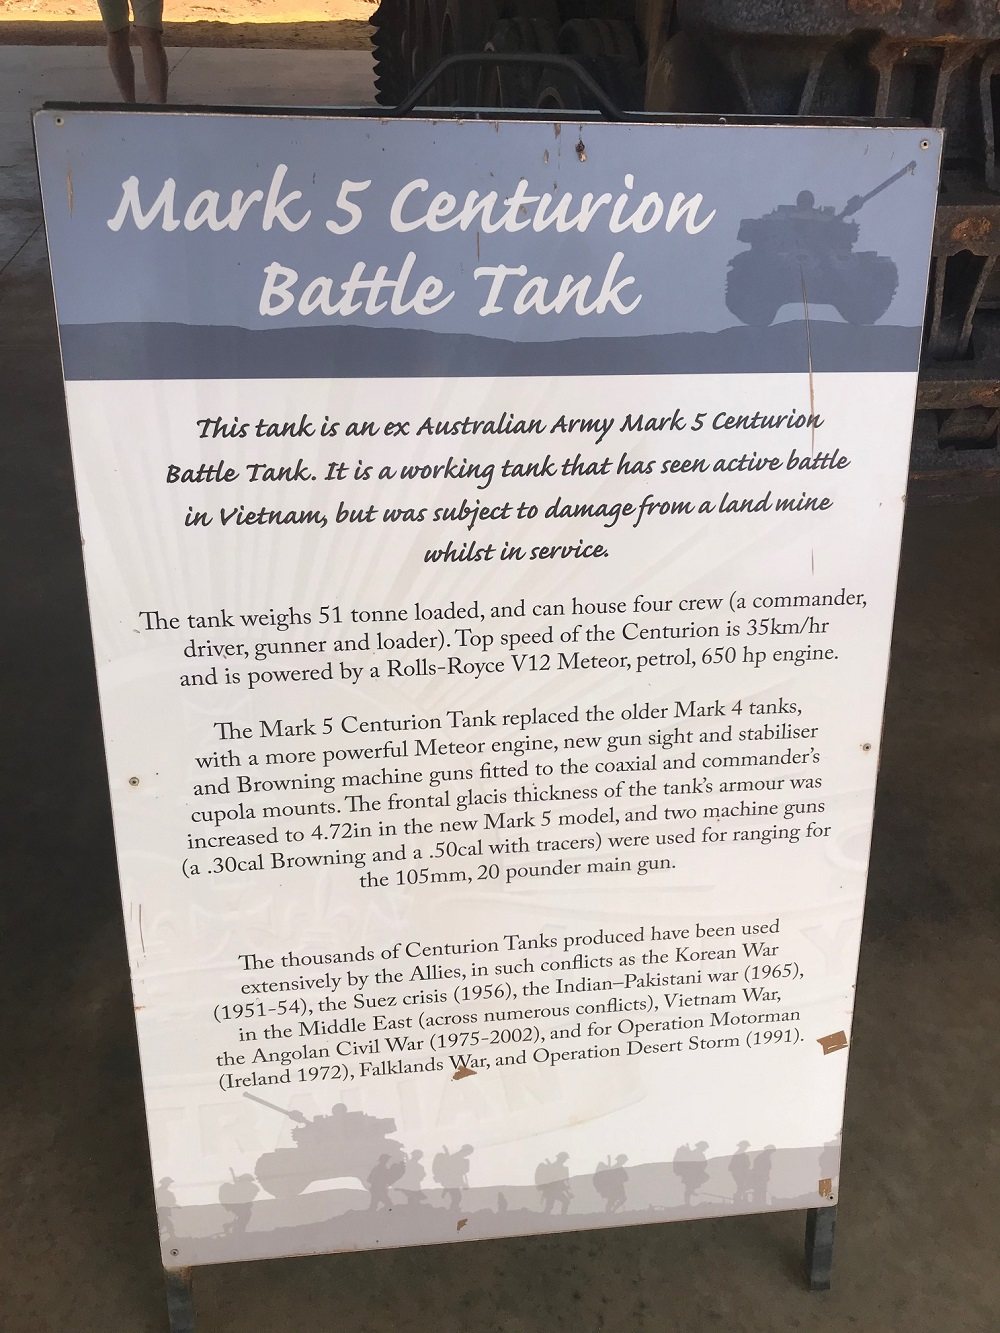 Mark 5 Centurion
Battle Tank
This tank is an ex Australian Army Mark 5 Centurion
Battle Tank. It is a working tank that has seen active battle
in Vietnam, but was subject to damage from a land mine
whilst in service.
The tank weighs 51 tonne loaded, and can house four crew (a commander,
driver, gunner and loader). Top speed of the Centurion is 35km/hr
and is powered by a Rolls-Royce V12 Meteor, petrol, 650 hp engine.
The Mark 5 Centurion Tank replaced the older Mark 4 tanks,
with a more powerful Meteor engine, new gun sight and stabiliser
and Browning machine guns fitted to the coaxial and commander's
cupola mounts. The frontal glacis thickness of the tank's armour was
increased to 4.72in in the new Mark 5 model, and two machine guns
(a .30cal Browning and a .50cal with tracers) were used for ranging for
the 105mm, 20 pounder main gun.
The thousands of Centurion Tanks produced have been used
extensively by the Allies, in such conflicts as the Korean War
(1951-54), the Suez crisis (1956), the Indian–Pakistani war (1965),
in the Middle East (across numerous conflicts), Vietnam War,
the Angolan Civil War (1975-2002), and for Operation Motorman
(Ireland 1972), Falklands War, and Operation Desert Storm (1991).